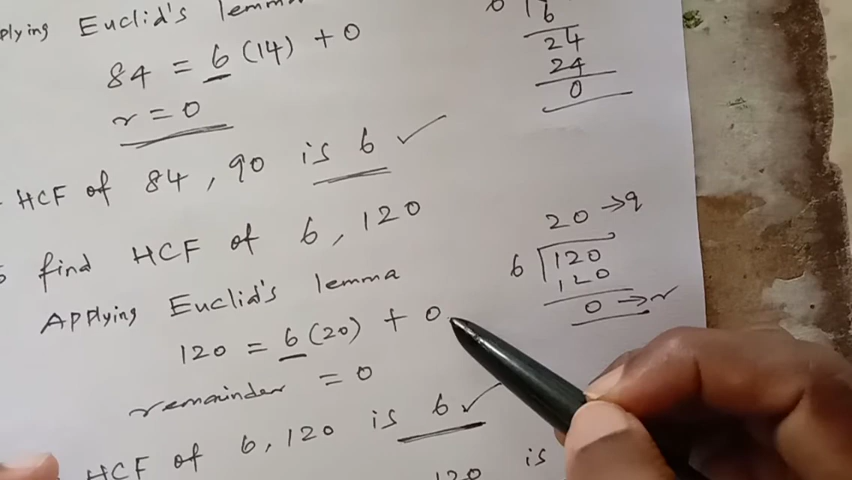 plying Euclid's lemma
84 = 6 (14) + 0
r = 0
HCF of 84, 90 is 6 ✓
find HCF of 6, 120
Applying Euclid's lemma
120 = 6 (20) + 0
remainder = 0
HCF of 6, 120 is 6 ✓
120 is
6
24
24
0
20 → q
6 ) 120
120
0 → r